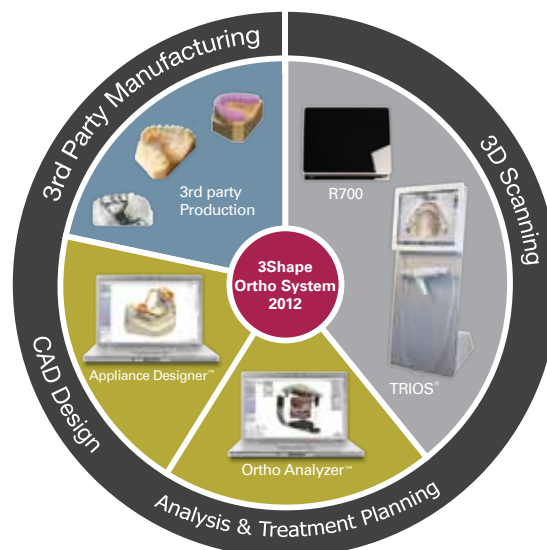 3rd Party Manufacturing
3D Scanning
3rd party
Production
R700
3Shape
Ortho System
2012
Appliance Designer™
TRIOS®
Ortho Analyzer™
CAD Design
Analysis & Treatment Planning